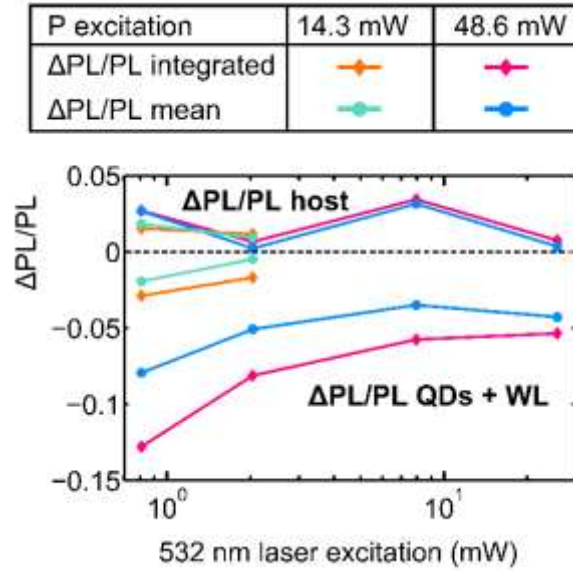 P excitation 14.3 mW 48.6 mW
ΔPL/PL integrated
ΔPL/PL mean
0.05
ΔPL/PL host
0
ΔPL/PL
−0.05
ΔPL/PL QDs + WL
−0.1
−0.15
10⁰ 10¹
532 nm laser excitation (mW)